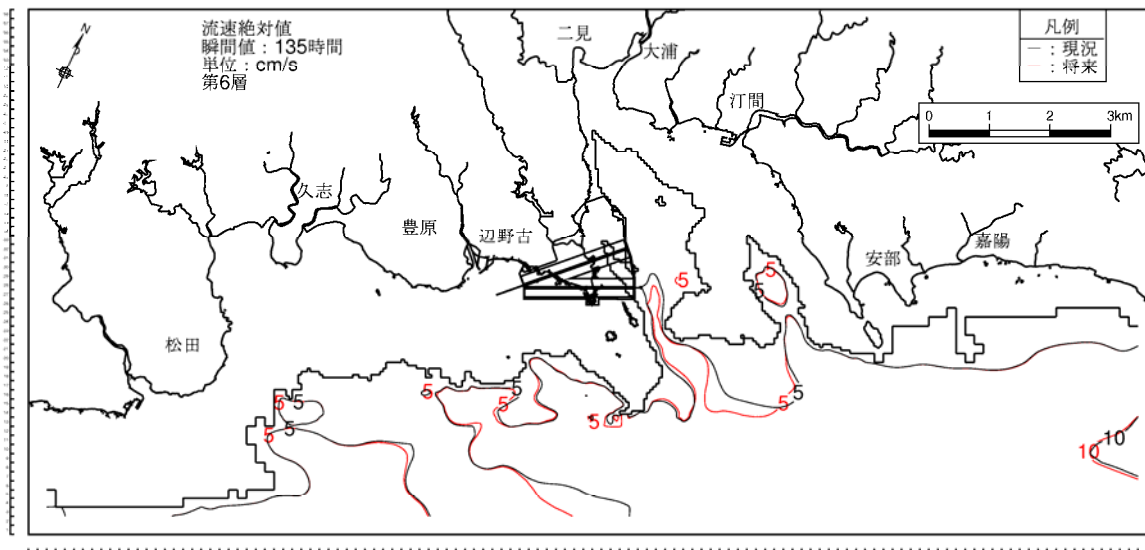 流速絶対値
瞬間値：135時間
単位：cm/s
第6層
N
凡例
―：現況
―：将来
0 1 2 3km
二見
大浦
汀間
久志
豊原
辺野古
安部
嘉陽
松田
5
5
5
5
5
5
5
5
5
5
5
5
5
5
10
10